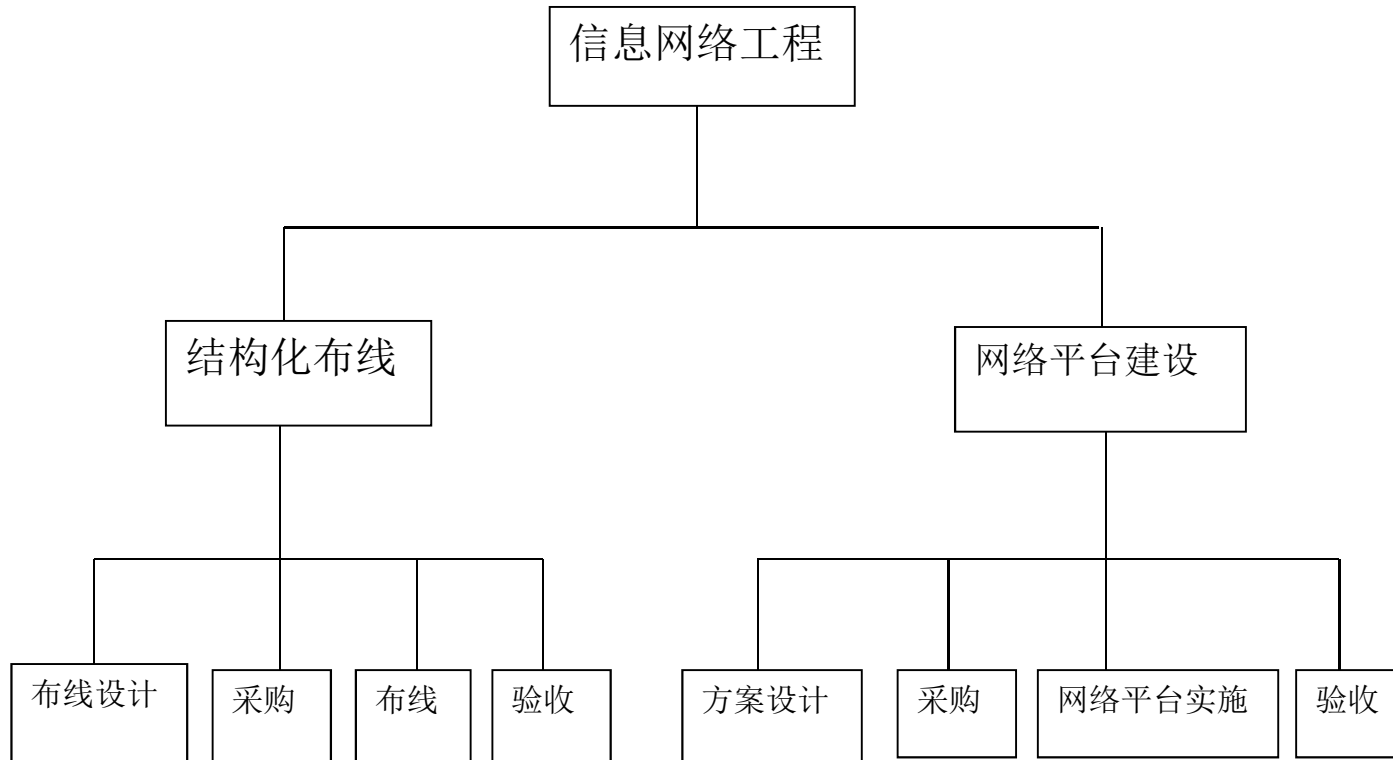 信息网络工程
结构化布线
网络平台建设
布线设计
采购
布线
验收
方案设计
采购
网络平台实施
验收